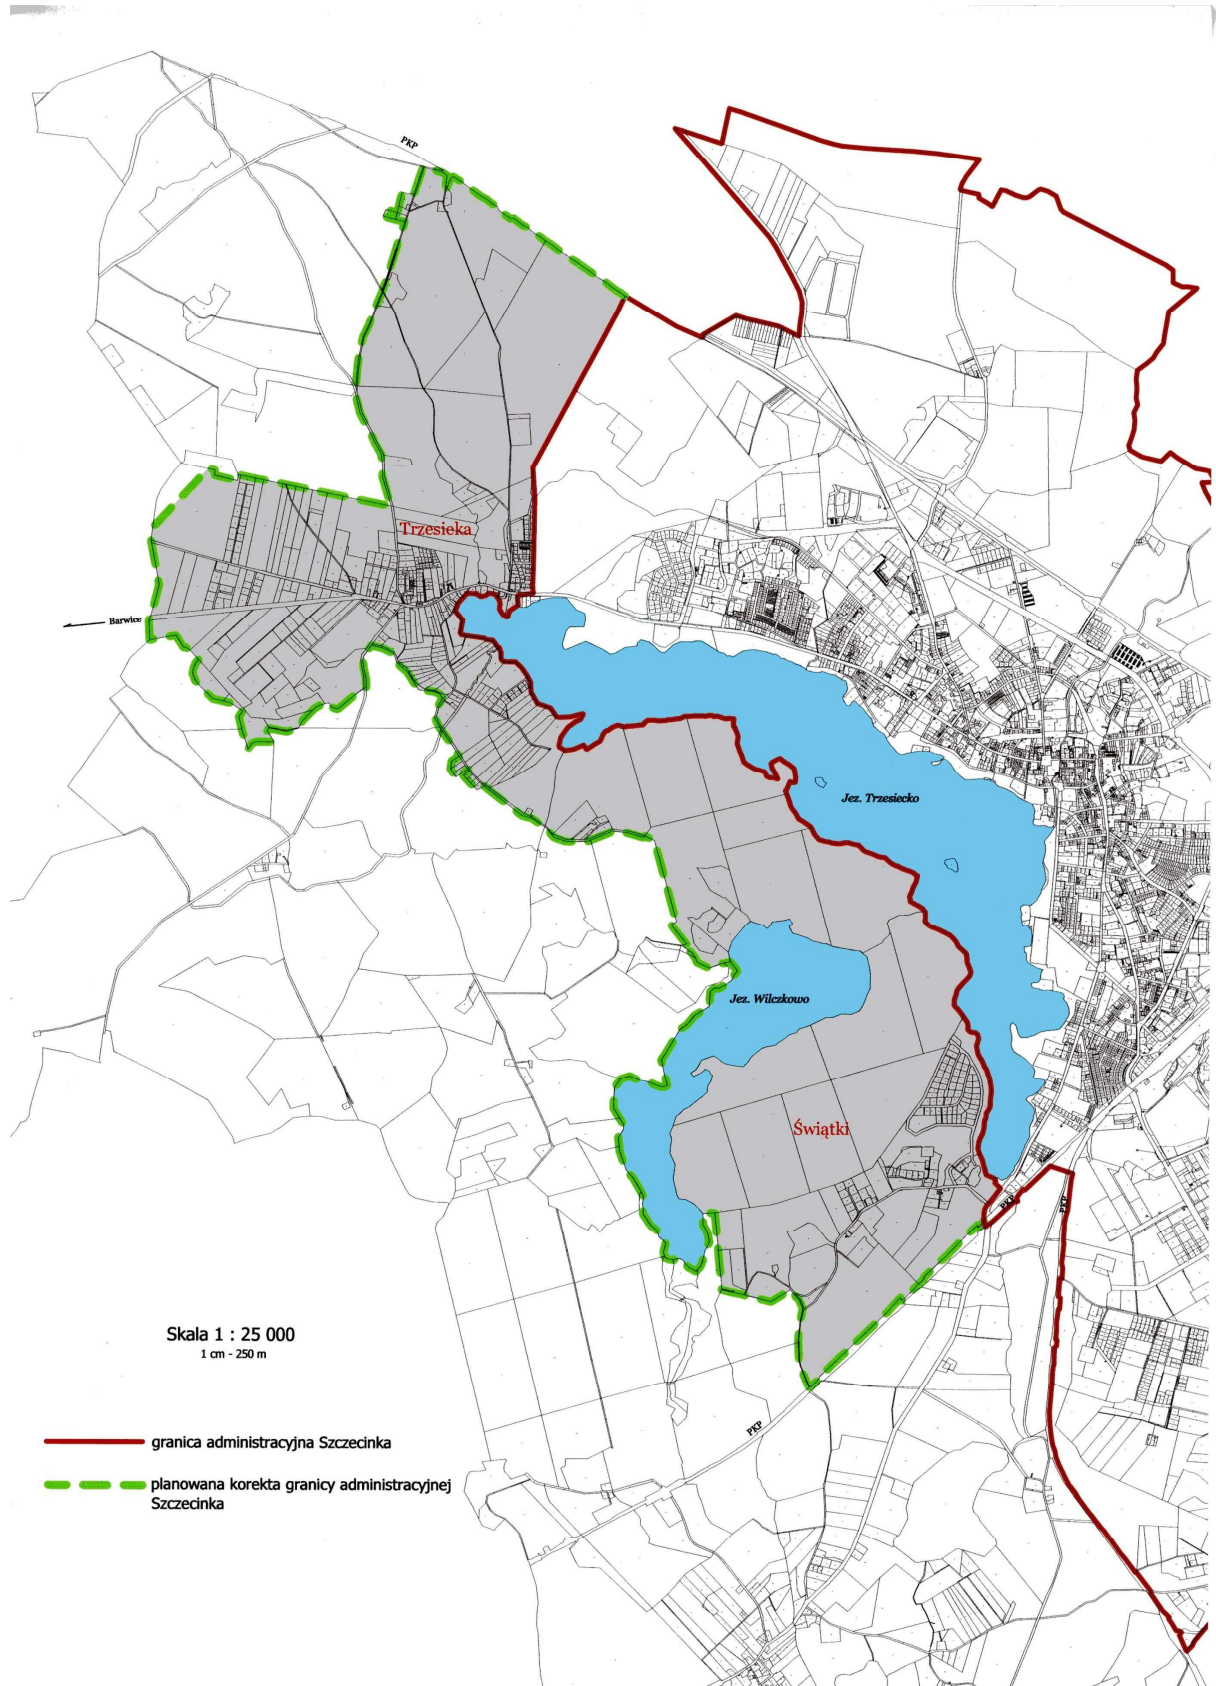 PKP
Trzesieka
Barwice
Jez. Trzesiecko
Jez. Wilczkowo
Świątki
PKP
PKP
Skala 1 : 25 000
1 cm - 250 m
PKP
granica administracyjna Szczecinka
planowana korekta granicy administracyjnej
Szczecinka